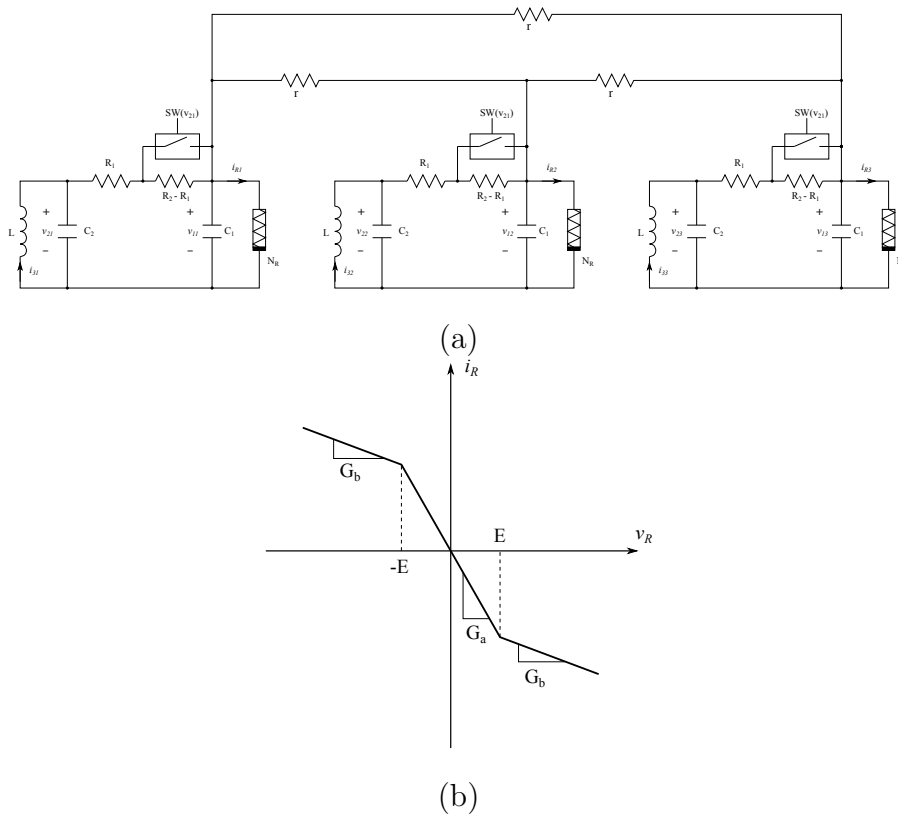 r
r
r
SW(v21)
SW(v21)
SW(v21)
R1
iR1
R1
iR2
R1
iR3
R2 - R1
R2 - R1
R2 - R1
+
+
+
+
+
+
L
v21
C2
v11
C1
L
v22
C2
v12
C1
L
v23
C2
v13
C1
−
−
−
−
−
−
i31
NR
i32
NR
i33
(a)
iR
Gb
E
vR
-E
Ga
Gb
(b)